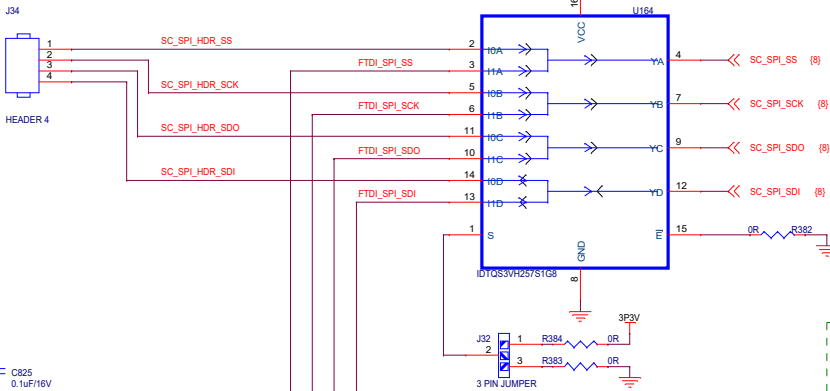 J34
16
U164
1
2
3
4
HEADER 4
SC_SPI_HDR_SS
SC_SPI_HDR_SCK
SC_SPI_HDR_SDO
SC_SPI_HDR_SDI
FTDI_SPI_SS
FTDI_SPI_SCK
FTDI_SPI_SDO
FTDI_SPI_SDI
VCC
2 I0A
3 I1A
5 I0B
6 I1B
11 I0C
10 I1C
14 I0D
13 I1D
1 S
YA 4 SC_SPI_SS {8}
YB 7 SC_SPI_SCK {8}
YC 9 SC_SPI_SDO {8}
YD 12 SC_SPI_SDI {8}
E 15 0R R382
GND
8
IDTQS3VH257S1G8
3P3V
J32
1 R384 0R
2
3 R383 0R
3 PIN JUMPER
C825
0.1uF/16V